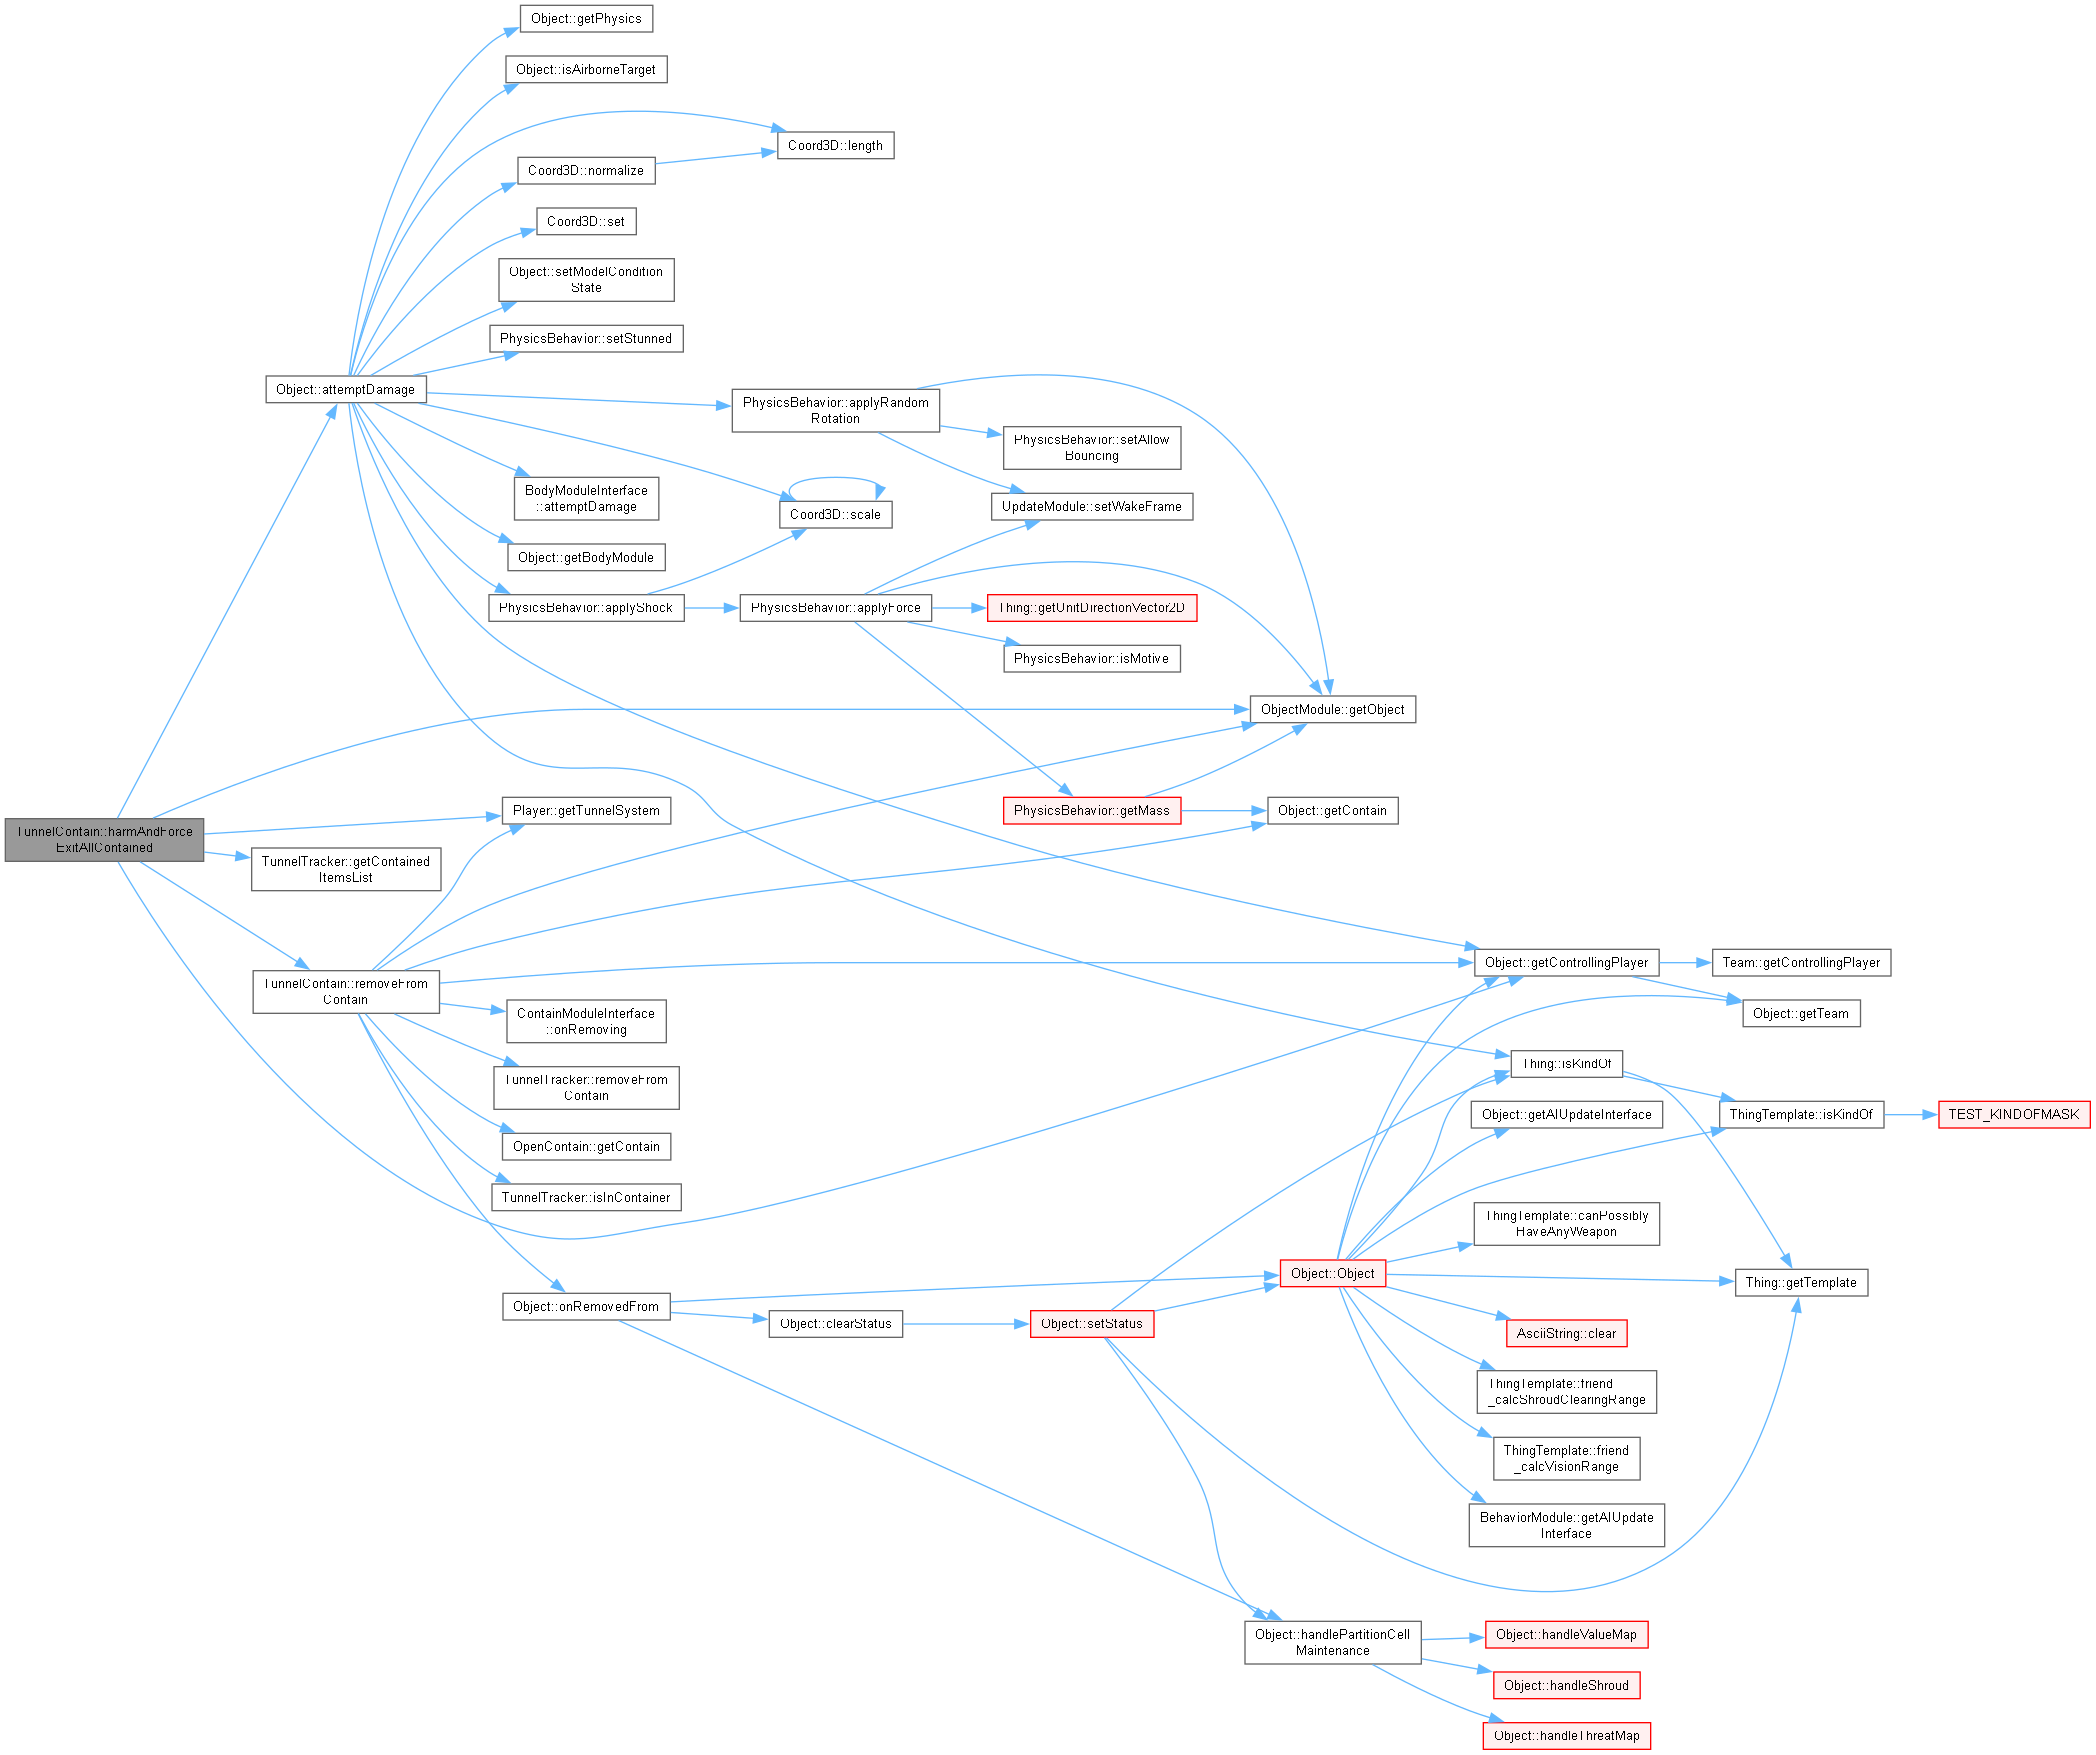 Object::getPhysics
Object::isAirborneTarget
Coord3D::length
Coord3D::normalize
Coord3D::set
Object::setModelCondition
State
PhysicsBehavior::setStunned
Object::attemptDamage
PhysicsBehavior::applyRandom
Rotation
PhysicsBehavior::setAllow
Bouncing
BodyModuleInterface
::attemptDamage
UpdateModule::setWakeFrame
Coord3D::scale
Object::getBodyModule
PhysicsBehavior::applyShock
PhysicsBehavior::applyForce
Thing::getUnitDirectionVector2D
PhysicsBehavior::isMotive
ObjectModule::getObject
Player::getTunnelSystem
PhysicsBehavior::getMass
Object::getContain
TunnelContain::harmAndForce
ExitAllContained
TunnelTracker::getContained
ItemsList
Object::getControllingPlayer
Team::getControllingPlayer
TunnelContain::removeFrom
Contain
ContainModuleInterface
::onRemoving
Object::getTeam
Thing::isKindOf
TunnelTracker::removeFrom
Contain
Object::getAIUpdateInterface
ThingTemplate::isKindOf
TEST_KINDOFMASK
OpenContain::getContain
TunnelTracker::isInContainer
ThingTemplate::canPossibly
HaveAnyWeapon
Object::Object
Thing::getTemplate
Object::onRemovedFrom
Object::clearStatus
Object::setStatus
AsciiString::clear
ThingTemplate::friend
_calcShroudClearingRange
ThingTemplate::friend
_calcVisionRange
BehaviorModule::getAIUpdate
Interface
Object::handlePartitionCell
Maintenance
Object::handleValueMap
Object::handleShroud
Object::handleThreatMap